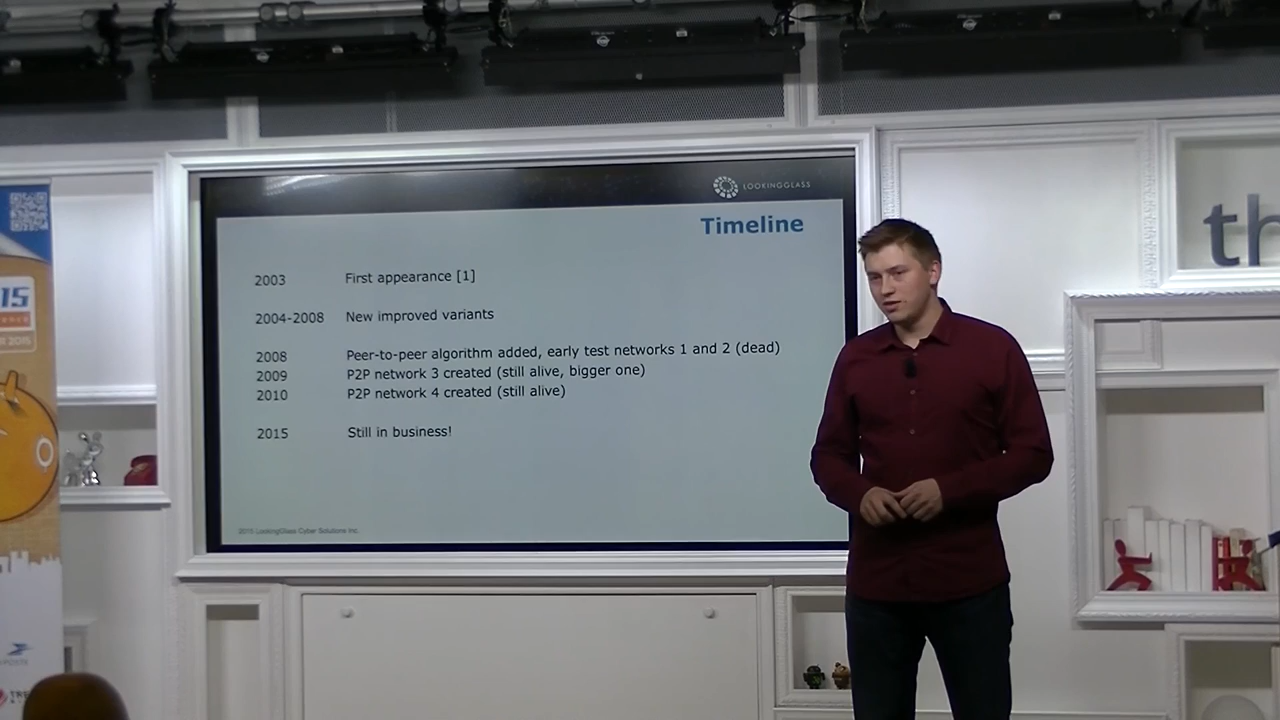 LOOKINGGLASS
Timeline
2003 First appearance [1]
2004-2008 New improved variants
2008 Peer-to-peer algorithm added, early test networks 1 and 2 (dead)
2009 P2P network 3 created (still alive, bigger one)
2010 P2P network 4 created (still alive)
2015 Still in business!
2015 LookingGlass Cyber Solutions Inc.
15
2015
th